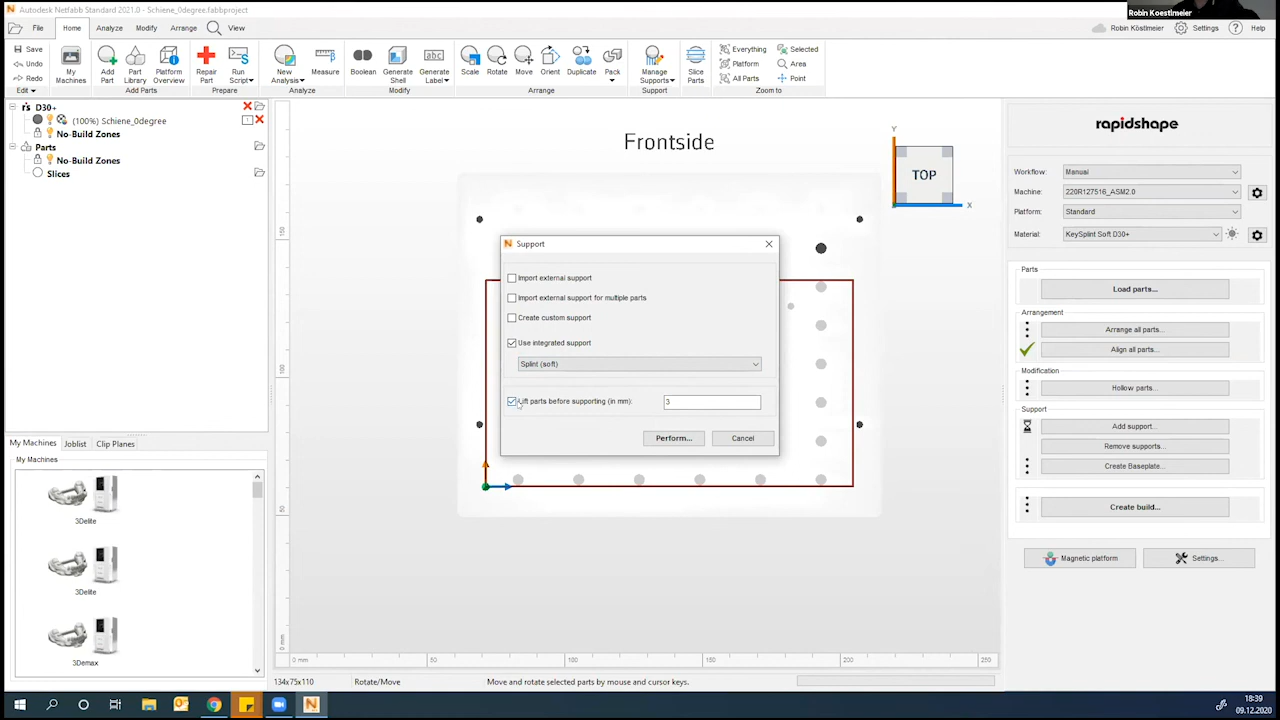 Autodesk Netfabb Standard 2021.0 - Schiene_0degree.fabbproject
Robin Koestlmeier
File Home Analyze Modify Arrange View
Robin Köstlmeier Settings Help
Save
Undo
Redo
Edit
My Machines
Add Part
Part Library
Platform Overview
Add Parts
Repair Part
Run Script
Prepare
New Analysis
Measure
Analyze
Boolean
Generate Shell
Generate Label
Modify
Scale
Rotate
Move
Orient
Duplicate
Pack
Arrange
Manage Supports
Support
Slice Parts
Everything
Platform
All Parts
Selected
Area
Point
Zoom to
D30+
(100%) Schiene_0degree
No-Build Zones
Parts
No-Build Zones
Slices
My Machines Joblist Clip Planes
My Machines
3Delite
3Delite
3Demax
Frontside
Y
TOP
X
150
100
50
0 mm
Support
Import external support
Import external support for multiple parts
Create custom support
Use integrated support
Splint (soft)
Lift parts before supporting (in mm): 3
Perform... Cancel
0 mm 50 100 150 200 250
134x75x110 Rotate/Move Move and rotate selected parts by mouse and cursor keys.
rapidshape
Workflow: Manual
Machine: 220R127516_ASM2.0
Platform: Standard
Material: KeySplint Soft D30+
Parts
Load parts...
Arrangement
Arrange all parts...
Align all parts...
Modification
Hollow parts...
Support
Add support...
Remove supports...
Create Baseplate...
Create build...
Magnetic platform Settings...
18:39
09.12.2020